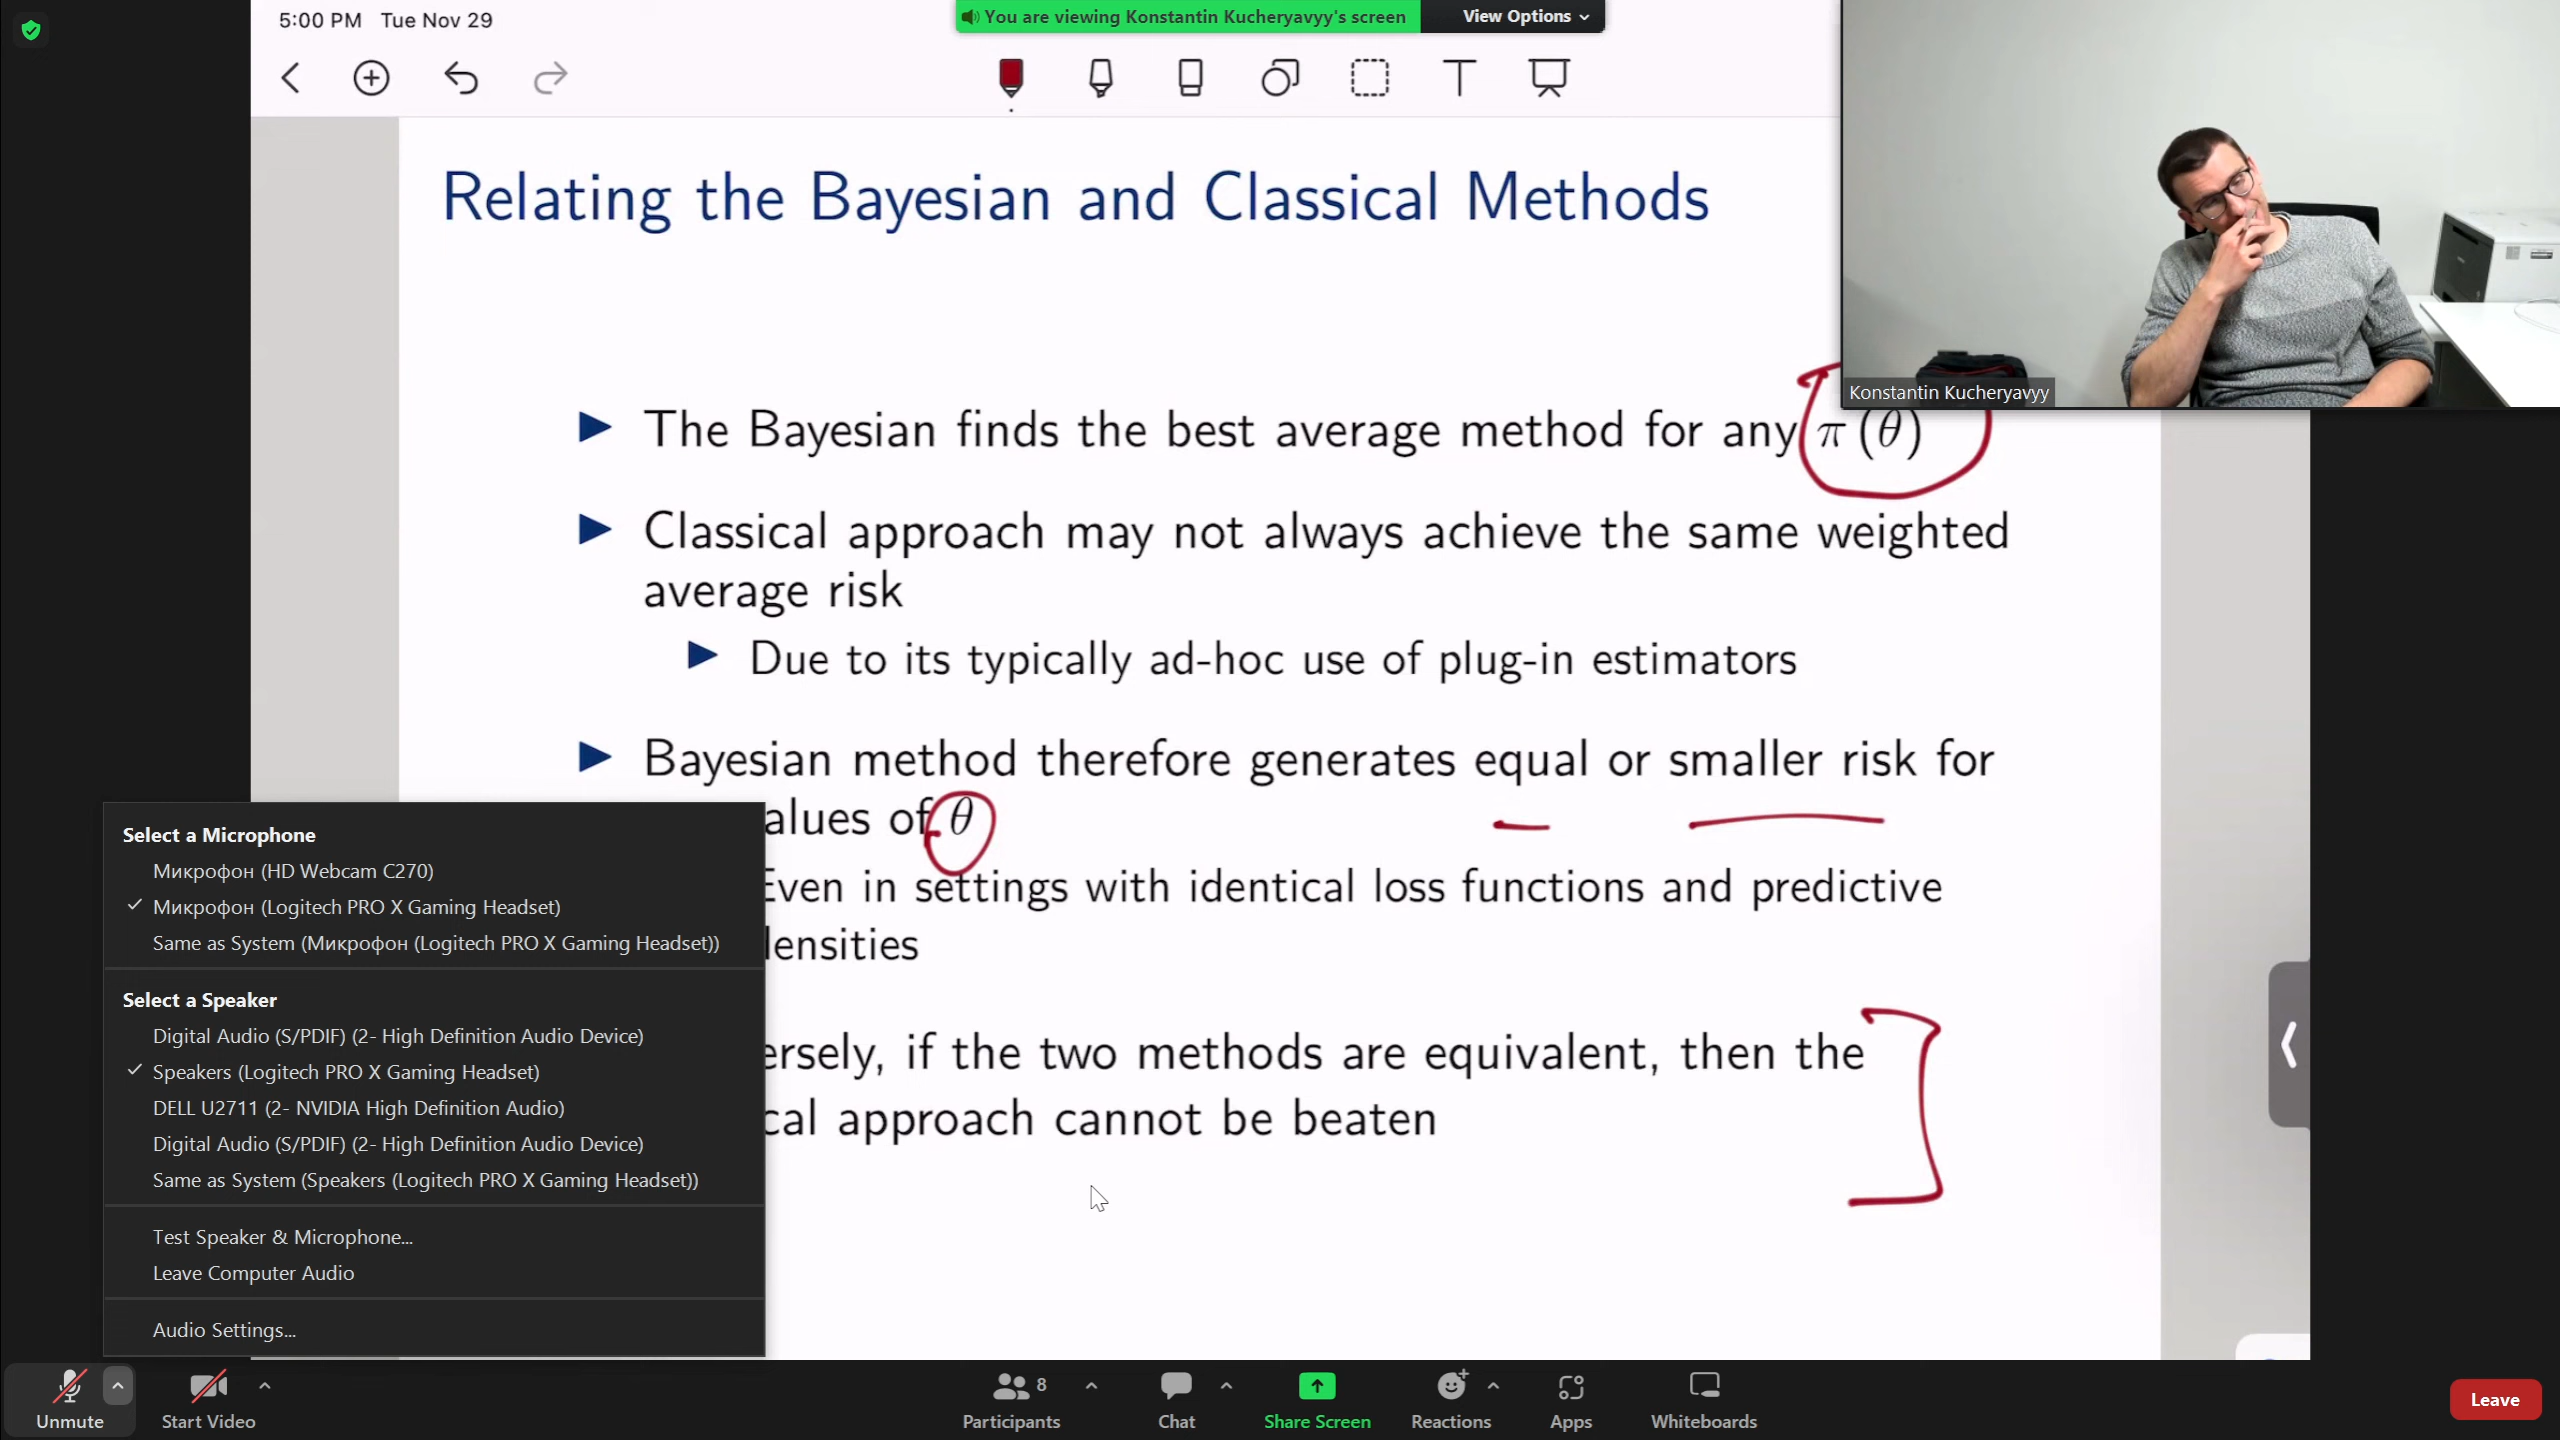 5:00 PM Tue Nov 29
You are viewing Konstantin Kucheryavyy's screen View Options
Relating the Bayesian and Classical Methods
Konstantin Kucheryavyy
The Bayesian finds the best average method for any π (θ)
Classical approach may not always achieve the same weighted
average risk
Due to its typically ad-hoc use of plug-in estimators
Bayesian method therefore generates equal or smaller risk for
alues of θ
Even in settings with identical loss functions and predictive
densities
ersely, if the two methods are equivalent, then the
cal approach cannot be beaten
Select a Microphone
Микрофон (HD Webcam C270)
Микрофон (Logitech PRO X Gaming Headset)
Same as System (Микрофон (Logitech PRO X Gaming Headset))
Select a Speaker
Digital Audio (S/PDIF) (2- High Definition Audio Device)
Speakers (Logitech PRO X Gaming Headset)
DELL U2711 (2- NVIDIA High Definition Audio)
Digital Audio (S/PDIF) (2- High Definition Audio Device)
Same as System (Speakers (Logitech PRO X Gaming Headset))
Test Speaker & Microphone...
Leave Computer Audio
Audio Settings...
8
Unmute Start Video Participants Chat Share Screen Reactions Apps Whiteboards Leave